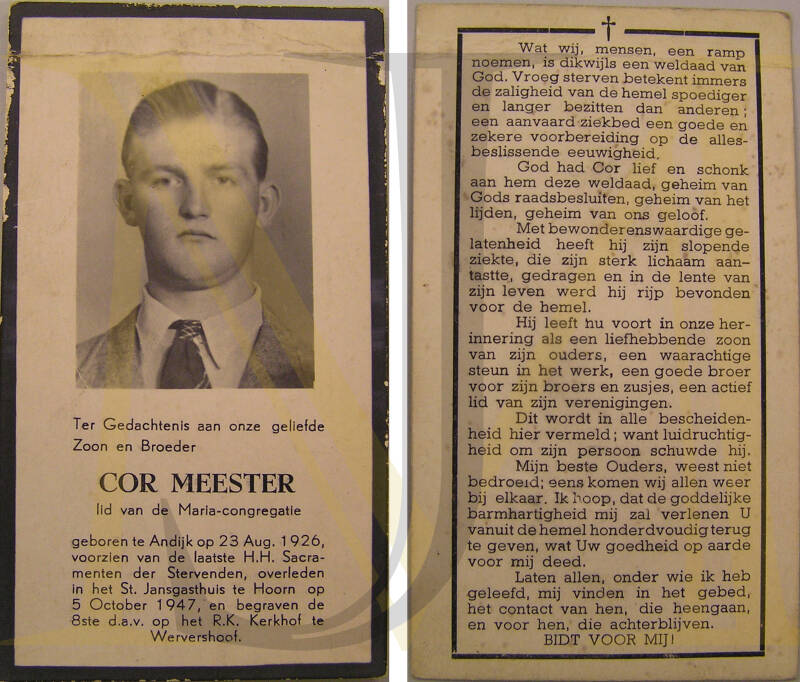 Ter Gedachtenis aan onze geliefde
Zoon en Broeder
COR MEESTER
lid van de Maria-congregatie
geboren te Andijk op 23 Aug. 1926,
voorzien van de laatste H.H. Sacra-
menten der Stervenden, overleden
in het St. Jansgasthuis te Hoorn op
5 October 1947, en begraven de
8ste d.a.v. op het R.K. Kerkhof te
Wervershoof.
Wat wij, mensen, een ramp
noemen, is dikwijls een weldaad van
God. Vroeg sterven betekent immers
de zaligheid van de hemel spoediger
en langer bezitten dan anderen;
een aanvaard ziekbed een goede en
zekere voorbereiding op de alles-
beslissende eeuwigheid.
God had Cor lief en schonk
aan hem deze weldaad, geheim van
Gods raadsbesluiten, geheim van het
lijden, geheim van ons geloof.
Met bewonderenswaardige ge-
latenheid heeft hij zijn slopende
ziekte, die zijn sterk lichaam aan-
tastte, gedragen en in de lente van
zijn leven werd hij rijp bevonden
voor de hemel.
Hij leeft nu voort in onze her-
innering als een liefhebbende zoon
van zijn ouders, een waarachtige
steun in het werk, een goede broer
voor zijn broers en zusjes, een actief
lid van zijn verenigingen.
Dit wordt in alle bescheiden-
heid hier vermeld; want luidruchtig-
heid om zijn persoon schuwde hij.
Mijn beste Ouders, weest niet
bedroefd; eens komen wij allen weer
bij elkaar. Ik hoop, dat de goddelijke
barmhartigheid mij zal verlenen U
vanuit de hemel honderdvoudig terug
te geven, wat Uw goedheid op aarde
voor mij deed.
Laten allen, onder wie ik heb
geleefd, mij vinden in het gebed,
het contact van hen, die heengaan,
en voor hen, die achterblijven.
BIDT VOOR MIJ!